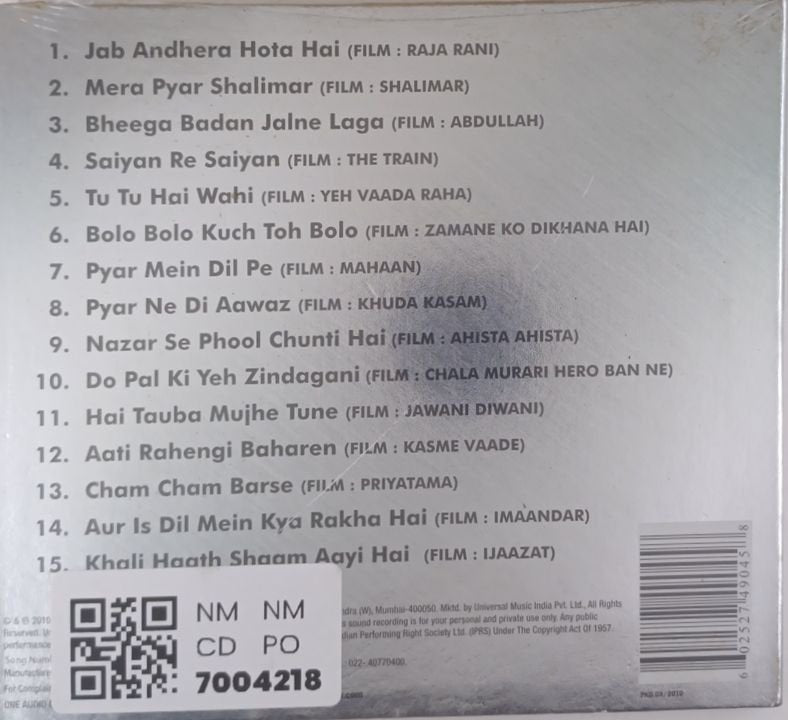 1. Jab Andhera Hota Hai (FILM : RAJA RANI)
2. Mera Pyar Shalimar (FILM : SHALIMAR)
3. Bheega Badan Jalne Laga (FILM : ABDULLAH)
4. Saiyan Re Saiyan (FILM : THE TRAIN)
5. Tu Tu Hai Wahi (FILM : YEH VAADA RAHA)
6. Bolo Bolo Kuch Toh Bolo (FILM : ZAMANE KO DIKHANA HAI)
7. Pyar Mein Dil Pe (FILM : MAHAAN)
8. Pyar Ne Di Aawaz (FILM : KHUDA KASAM)
9. Nazar Se Phool Chunti Hai (FILM : AHISTA AHISTA)
10. Do Pal Ki Yeh Zindagani (FILM : CHALA MURARI HERO BAN NE)
11. Hai Tauba Mujhe Tune (FILM : JAWANI DIWANI)
12. Aati Rahengi Baharen (FILM : KASME VAADE)
13. Cham Cham Barse (FILM : PRIYATAMA)
14. Aur Is Dil Mein Kya Rakha Hai (FILM : IMAANDAR)
15. Khali Haath Shaam Aayi Hai (FILM : IJAAZAT)
(W), Mumbai-400050. Mktd. by Universal Music India Pvt. Ltd., All Rights
Reserved.
sound recording is for your personal and private use only. Any public
Performing Right Society Ltd. (IPRS) Under The Copyright Act Of 1957.
: 022- 40770400.
ONE AUDIO
NM NM
CD PO
7004218
6 02527 49045 8